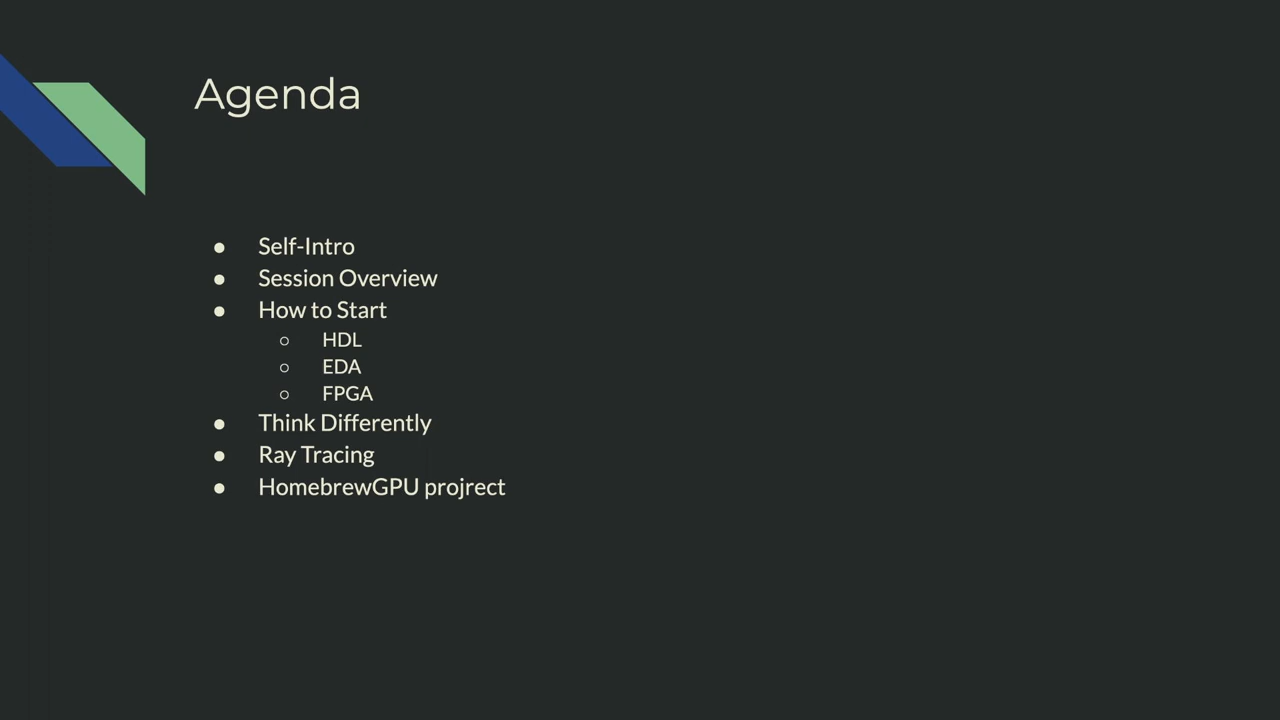 Agenda
● Self-Intro
● Session Overview
● How to Start
○ HDL
○ EDA
○ FPGA
● Think Differently
● Ray Tracing
● HomebrewGPU projrect